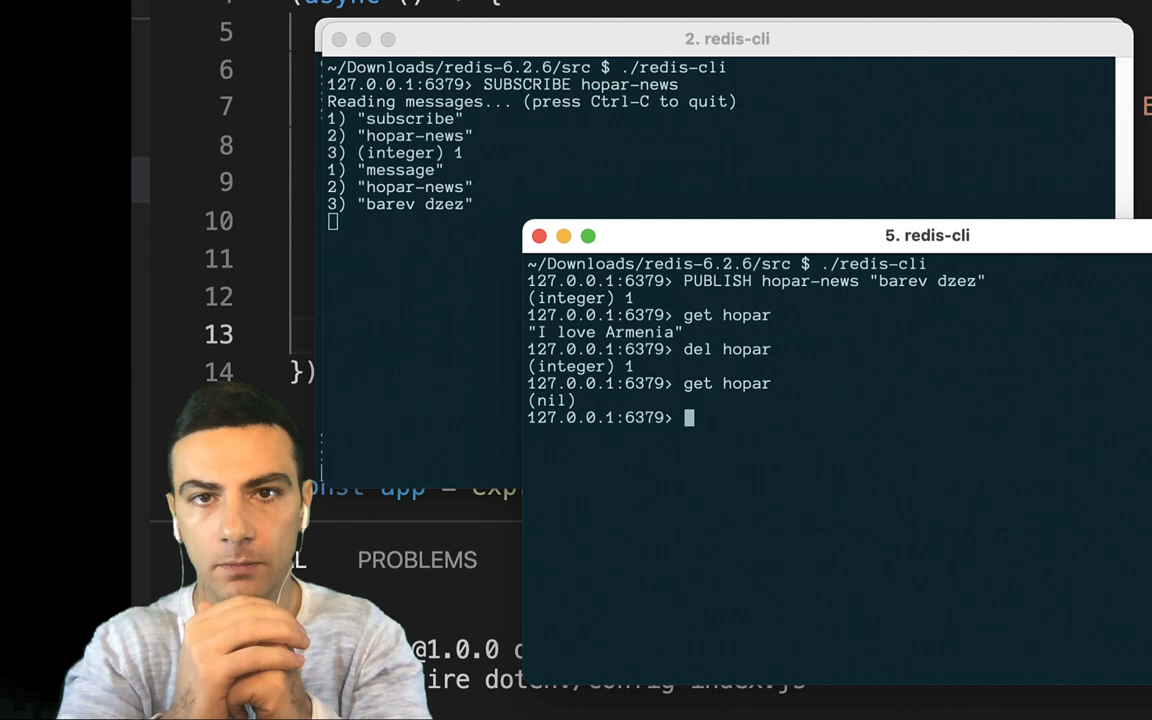 (async () => {
5
6
7
8
9
10
11
12
13
14 })
2. redis-cli
~/Downloads/redis-6.2.6/src $ ./redis-cli
127.0.0.1:6379> SUBSCRIBE hopar-news
Reading messages... (press Ctrl-C to quit)
1) "subscribe"
2) "hopar-news"
3) (integer) 1
1) "message"
2) "hopar-news"
3) "barev dzez"
5. redis-cli
~/Downloads/redis-6.2.6/src $ ./redis-cli
127.0.0.1:6379> PUBLISH hopar-news "barev dzez"
(integer) 1
127.0.0.1:6379> get hopar
"I love Armenia"
127.0.0.1:6379> del hopar
(integer) 1
127.0.0.1:6379> get hopar
(nil)
127.0.0.1:6379>
app =
PROBLEMS
@1.0.0
index.js